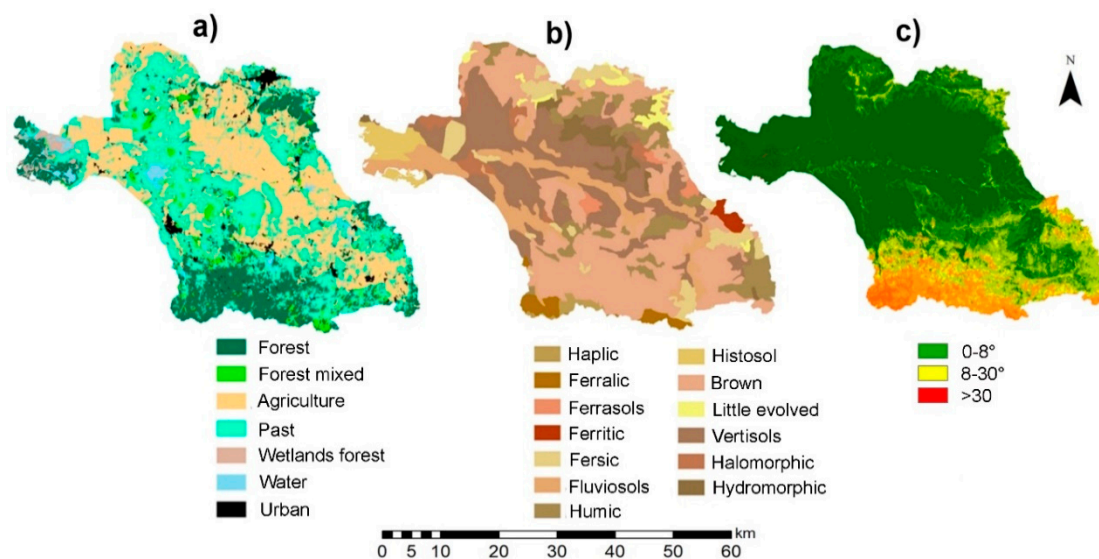 a)
b)
c)
N
Forest
Forest mixed
Agriculture
Past
Wetlands forest
Water
Urban
Haplic
Ferralic
Ferrasols
Ferritic
Fersic
Fluviosols
Humic
Histosol
Brown
Little evolved
Vertisols
Halomorphic
Hydromorphic
0-8°
8-30°
>30
km
0 5 10 20 30 40 50 60